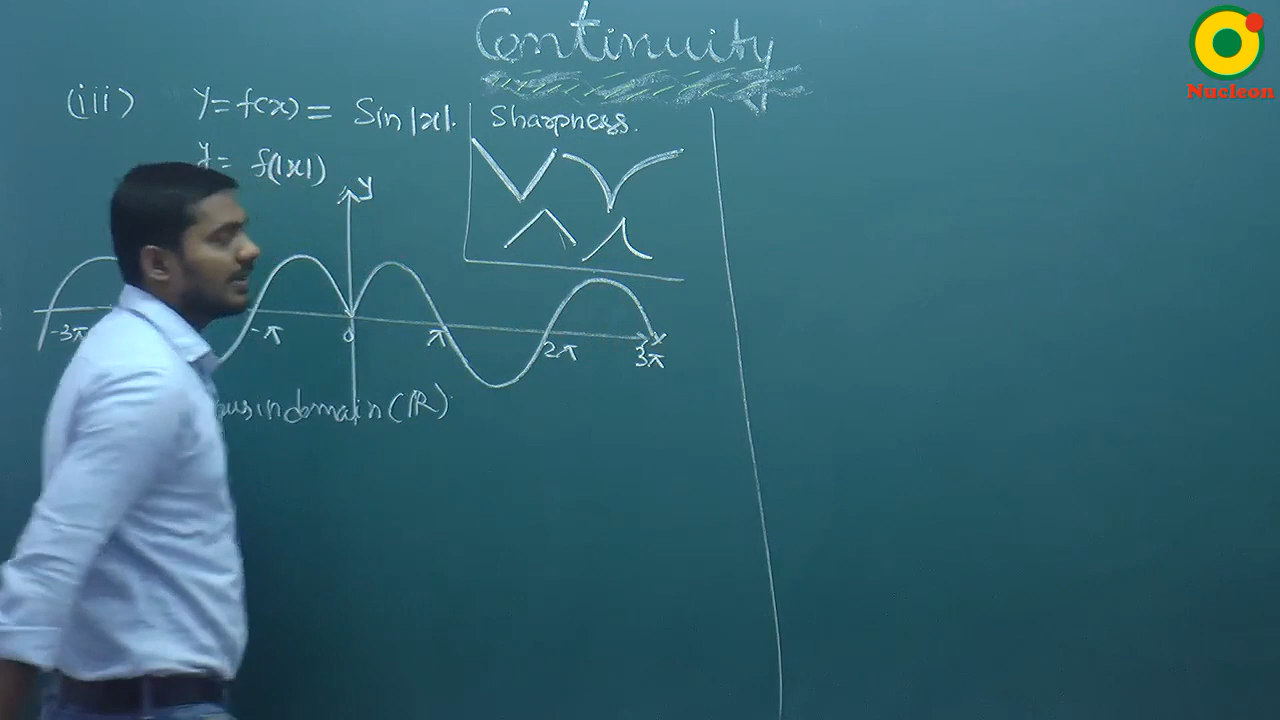 Continuity
Nucleon
(iii) y = f(x) = Sin|x|.
y = f(|x|)
Sharpness.
y
-3π -π 0 π 2π 3π x
in domain (R)